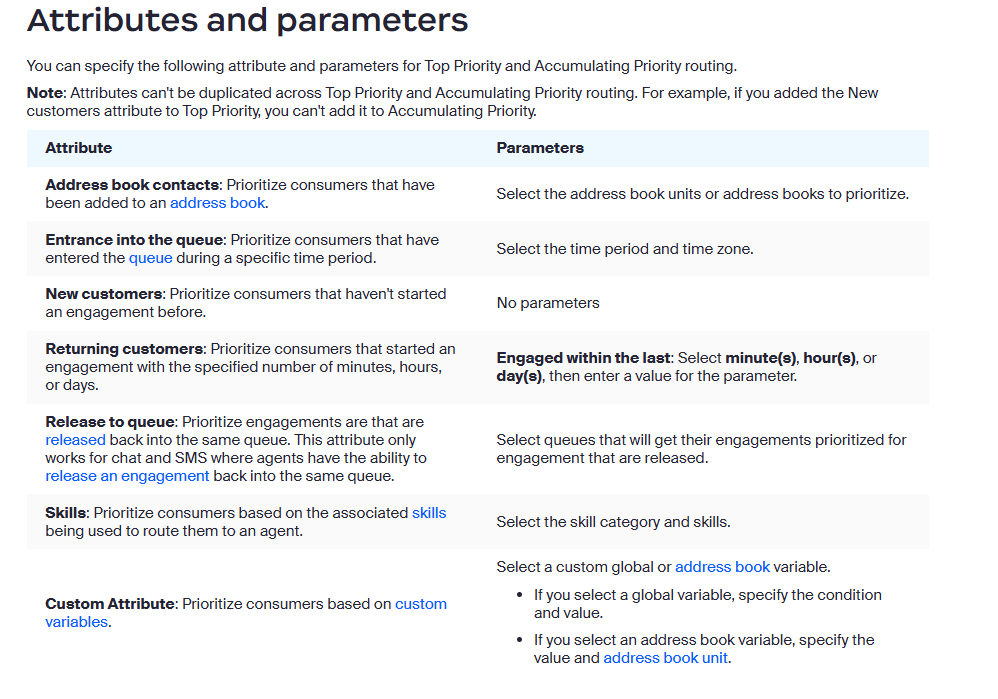 Attributes and parameters
You can specify the following attribute and parameters for Top Priority and Accumulating Priority routing.
Note: Attributes can't be duplicated across Top Priority and Accumulating Priority routing. For example, if you added the New
customers attribute to Top Priority, you can't add it to Accumulating Priority.
Attribute
Parameters
Address book contacts: Prioritize consumers that have
been added to an address book.
Select the address book units or address books to prioritize.
Entrance into the queue: Prioritize consumers that have
entered the queue during a specific time period.
Select the time period and time zone.
New customers: Prioritize consumers that haven't started
an engagement before.
No parameters
Returning customers: Prioritize consumers that started an
engagement with the specified number of minutes, hours,
or days.
Engaged within the last: Select minute(s), hour(s), or
day(s), then enter a value for the parameter.
Release to queue: Prioritize engagements are that are
released back into the same queue. This attribute only
works for chat and SMS where agents have the ability to
release an engagement back into the same queue.
Select queues that will get their engagements prioritized for
engagement that are released.
Skills: Prioritize consumers based on the associated skills
being used to route them to an agent.
Select the skill category and skills.
Custom Attribute: Prioritize consumers based on custom
variables.
Select a custom global or address book variable.
• If you select a global variable, specify the condition
and value.
• If you select an address book variable, specify the
value and address book unit.